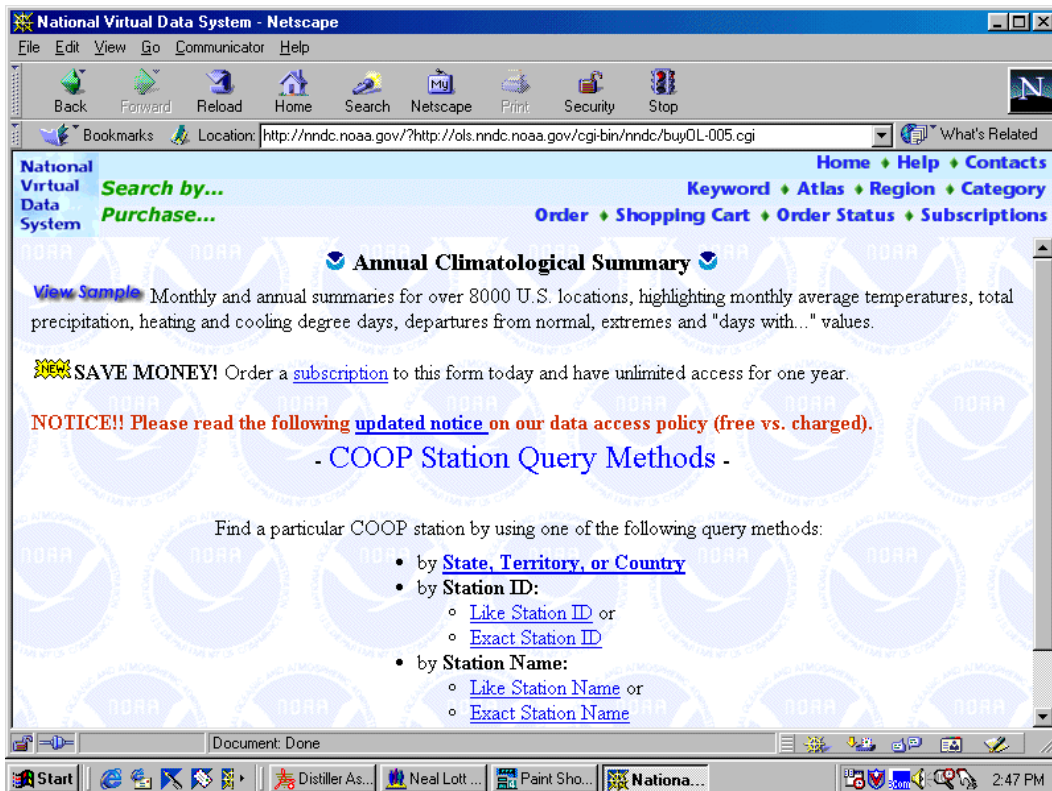 National Virtual Data System - Netscape
File Edit View Go Communicator Help
My
Back Forward Reload Home Search Netscape Print Security Stop
N
Bookmarks Location: http://nndc.noaa.gov/?http://ols.nndc.noaa.gov/cgi-bin/nndc/buyOL-005.cgi What's Related
National
Virtual
Data
System
Home Help Contacts
Search by... Keyword Atlas Region Category
Purchase... Order Shopping Cart Order Status Subscriptions
Annual Climatological Summary
View Sample Monthly and annual summaries for over 8000 U.S. locations, highlighting monthly average temperatures, total
precipitation, heating and cooling degree days, departures from normal, extremes and "days with..." values.
NEW SAVE MONEY! Order a subscription to this form today and have unlimited access for one year.
NOTICE!! Please read the following updated notice on our data access policy (free vs. charged).
- COOP Station Query Methods -
Find a particular COOP station by using one of the following query methods:
• by State, Territory, or Country
• by Station ID:
Like Station ID or
Exact Station ID
• by Station Name:
Like Station Name or
Exact Station Name
Document: Done
Start Distiller As... Neal Lott ... Paint Sho... Nationa... 2:47 PM